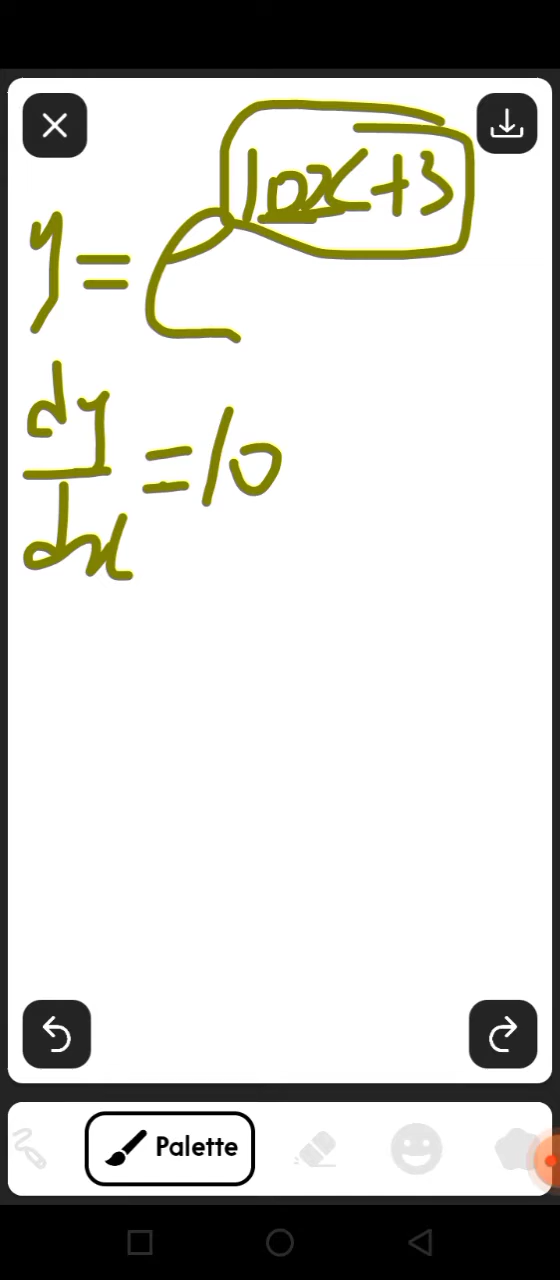 y = e^{10x+3}
dy/dx = 10
Palette